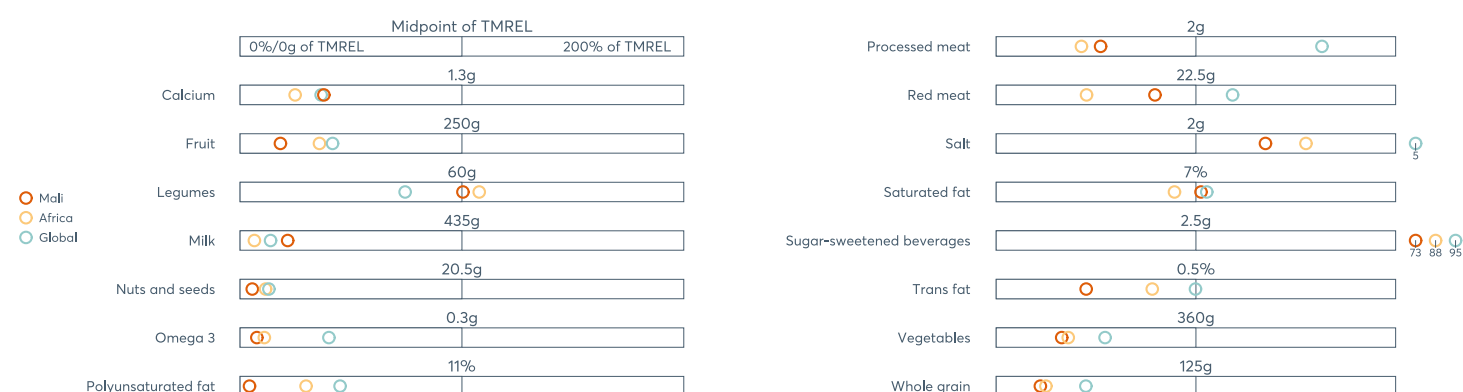 Midpoint of TMREL
0%/0g of TMREL 200% of TMREL
Calcium 1.3g
Fruit 250g
Legumes 60g
Milk 435g
Nuts and seeds 20.5g
Omega 3 0.3g
Polyunsaturated fat 11%
Mali
Africa
Global
Processed meat 2g
Red meat 22.5g
Salt 2g
5
Saturated fat 7%
Sugar-sweetened beverages 2.5g
73 88 95
Trans fat 0.5%
Vegetables 360g
Whole grain 125g